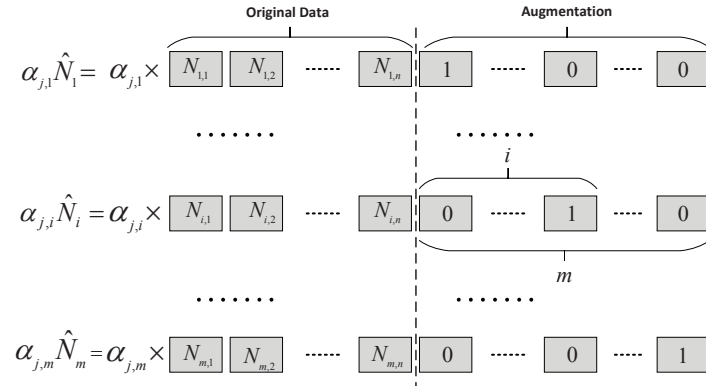 Original Data Augmentation
α_{j,1} N̂_1 = α_{j,1} × N_{1,1} N_{1,2} ...... N_{1,n} 1 ...... 0 ...... 0
....... .......
i
α_{j,i} N̂_i = α_{j,i} × N_{i,1} N_{i,2} ...... N_{i,n} 0 ...... 1 ...... 0
m
....... .......
α_{j,m} N̂_m = α_{j,m} × N_{m,1} N_{m,2} ...... N_{m,n} 0 ...... 0 ...... 1